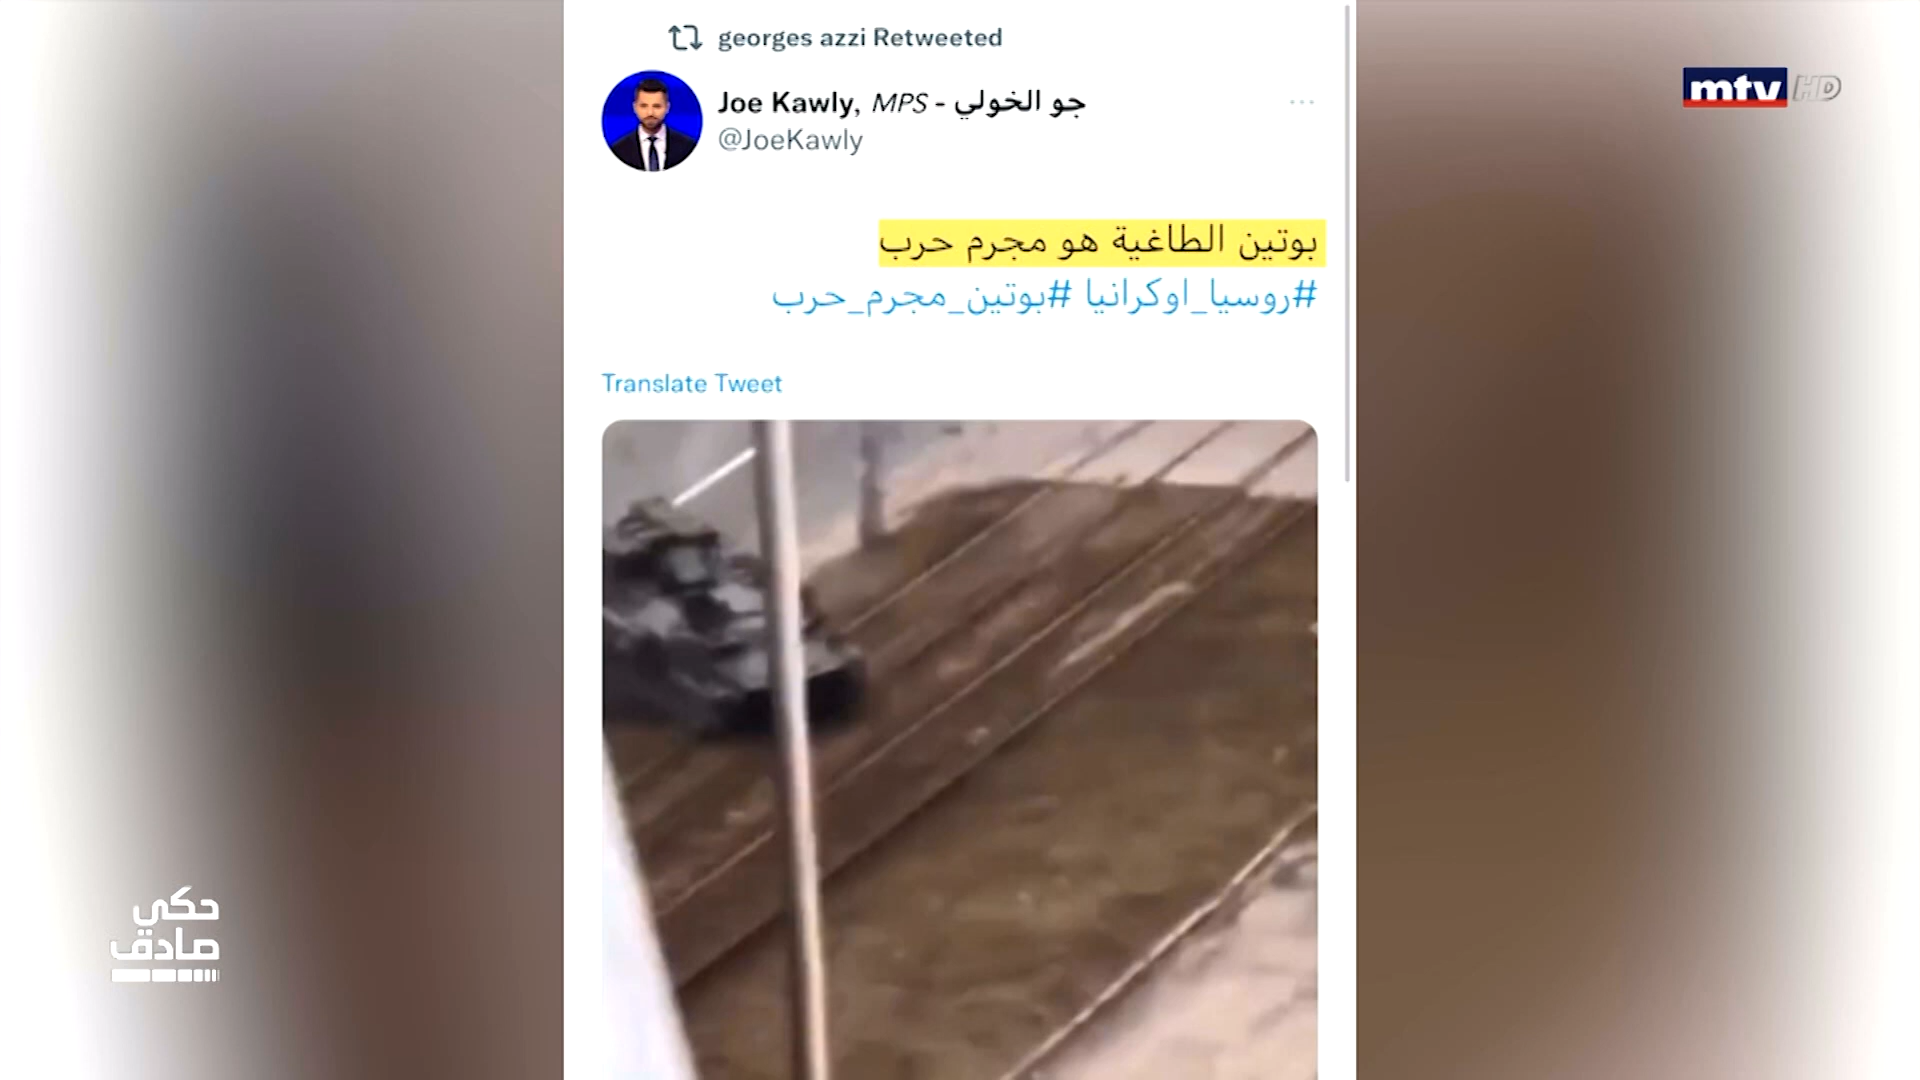 georges azzi Retweeted
Joe Kawly, MPS - جو الخولي
@JoeKawly
بوتين الطاغية هو مجرم حرب
#روسيا_اوكرانيا #بوتين_مجرم_حرب
Translate Tweet
mtv HD
حكي
صادق